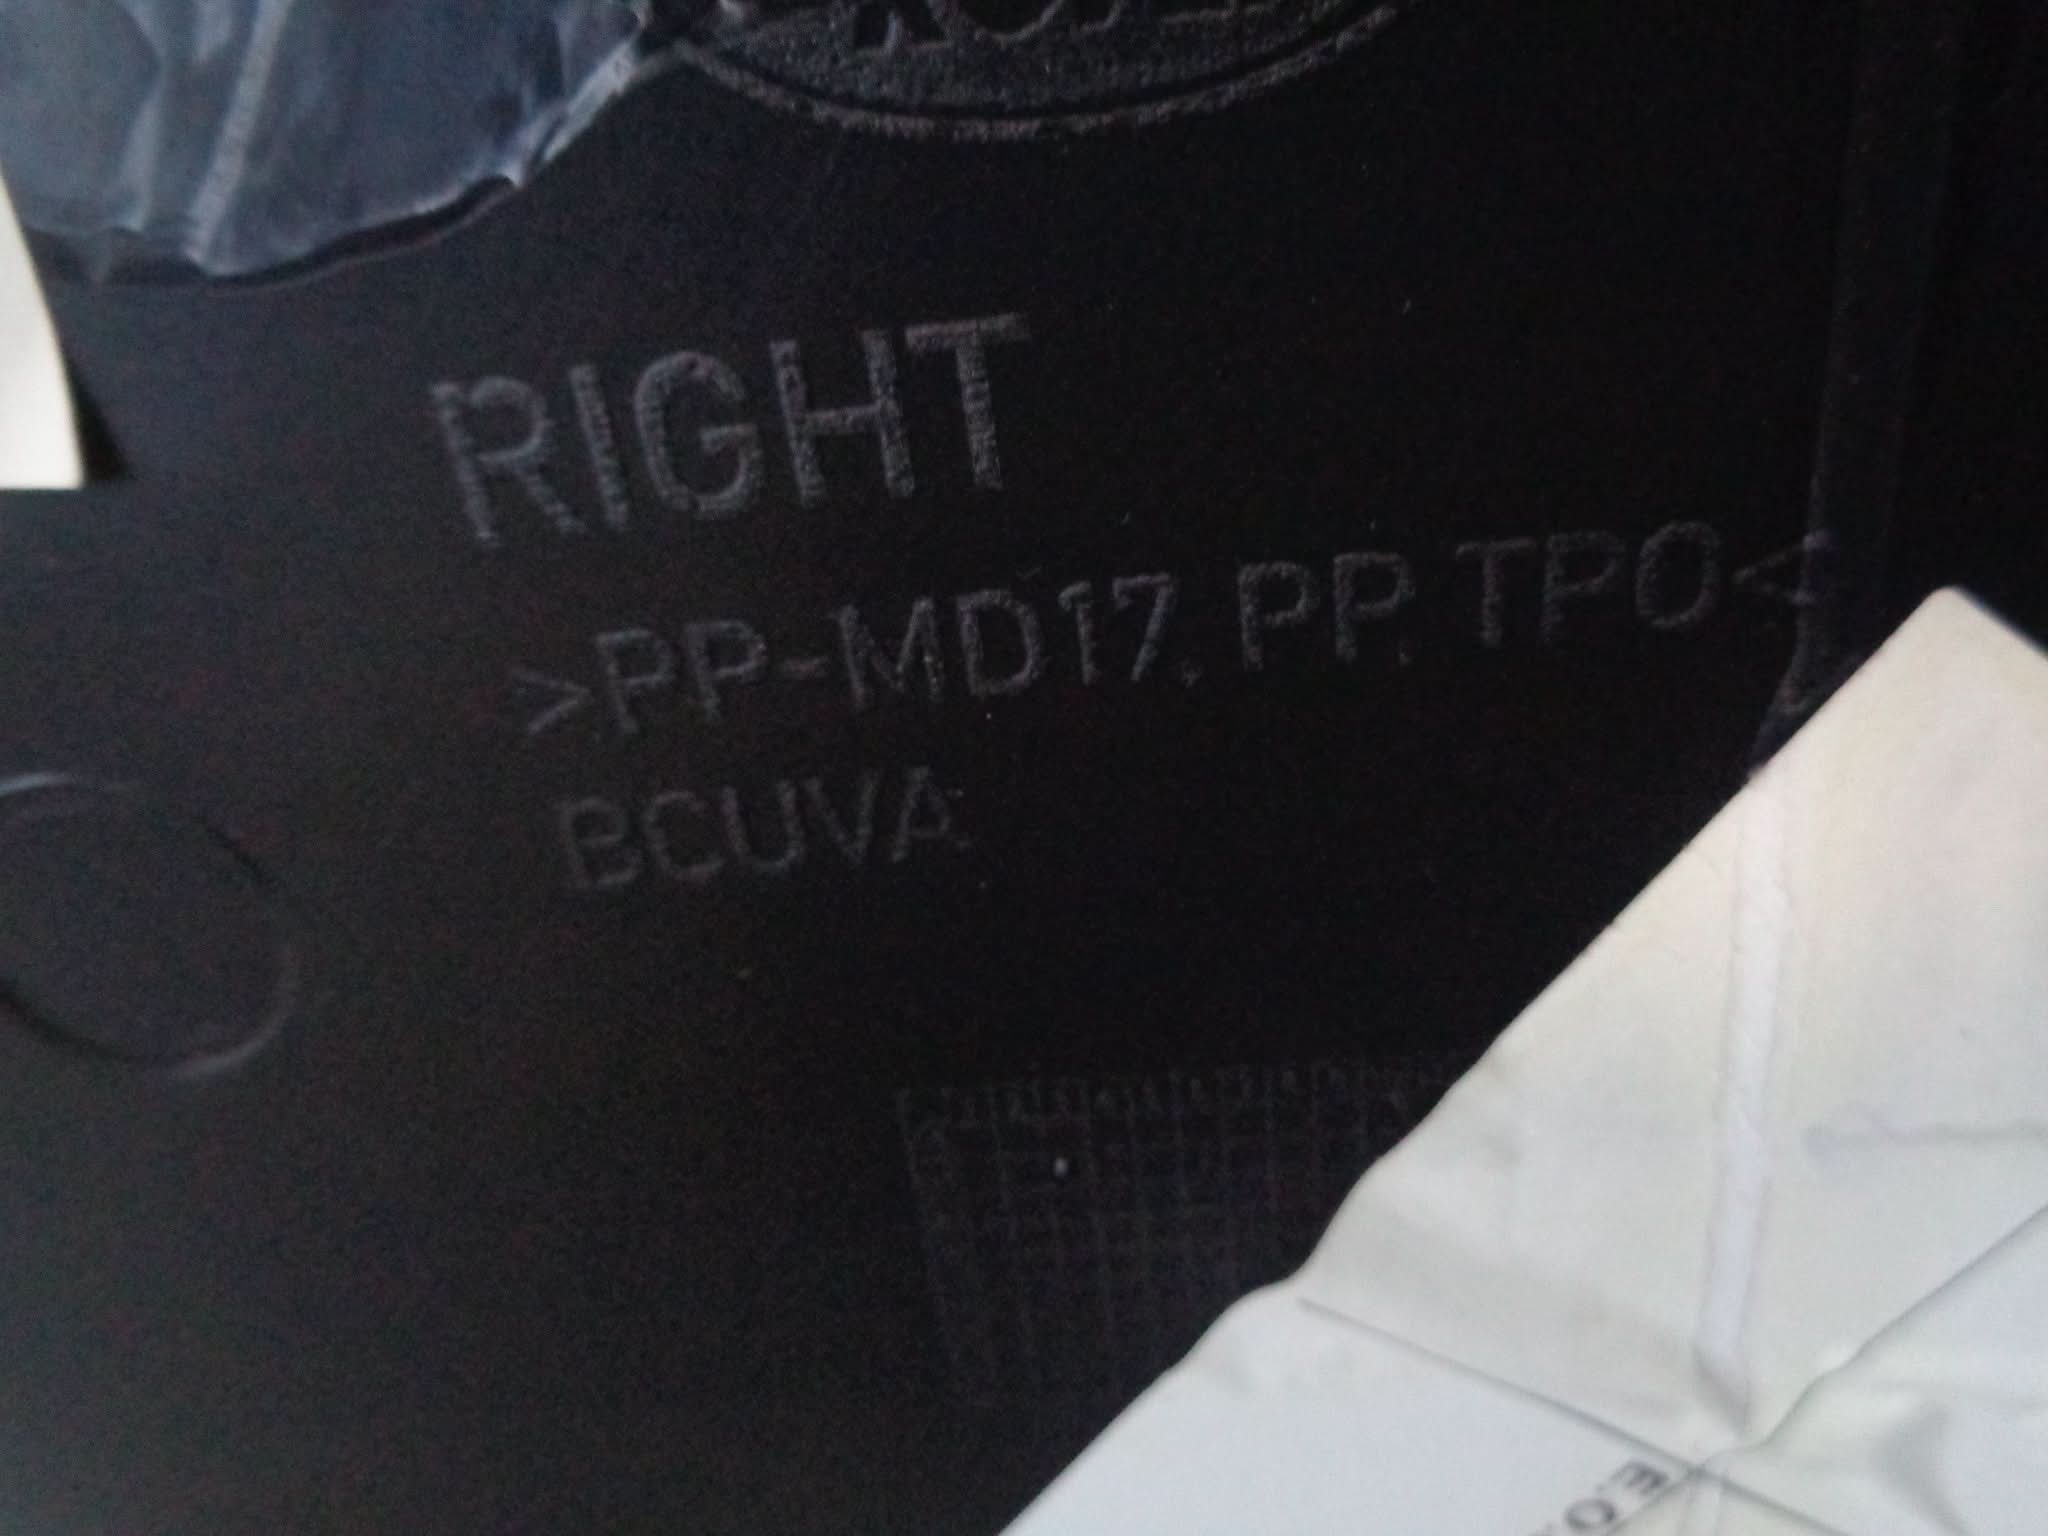 RIGHT
>PP-MD17, PP, TPO<
BCUVA
E.O.